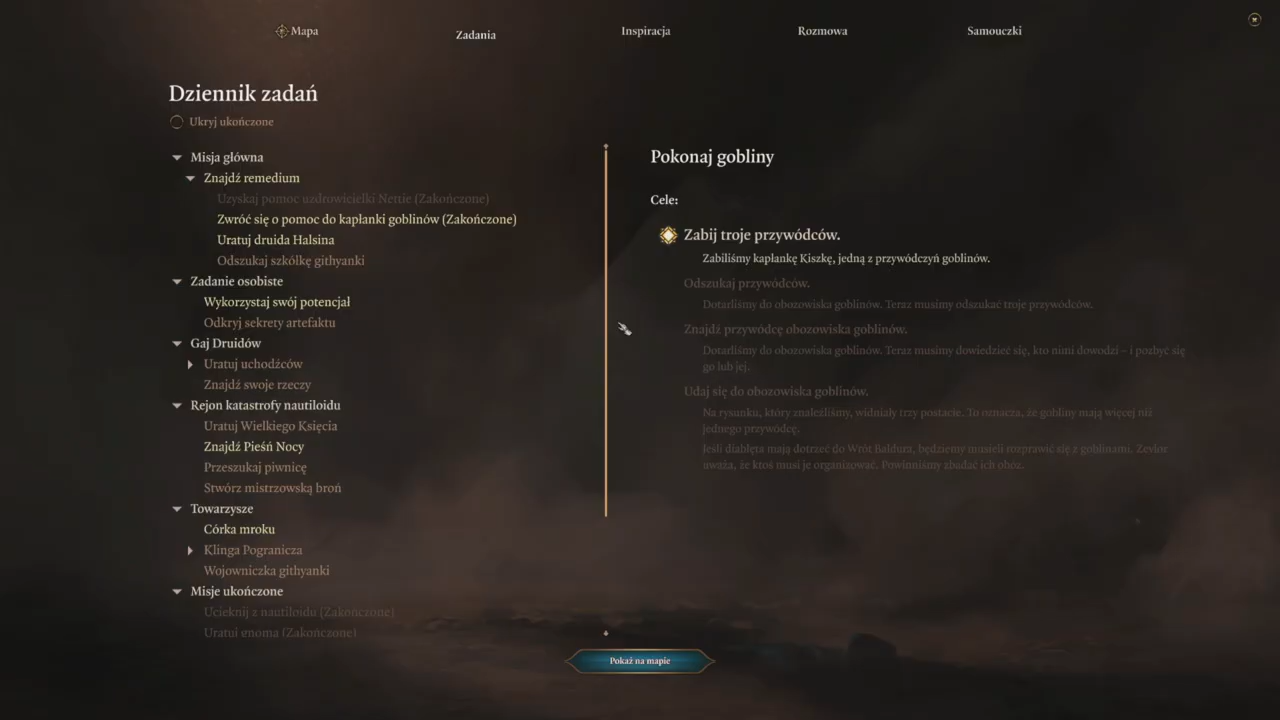 Mapa
Zadania
Inspiracja
Rozmowa
Samouczki
Dziennik zadań
Ukryj ukończone
Misja główna
Znajdź remedium
Uzyskaj pomoc uzdrowicielki Nettie (Zakończone)
Zwróć się o pomoc do kapłanki goblinów (Zakończone)
Uratuj druida Halsina
Odszukaj szkółkę githyanki
Zadanie osobiste
Wykorzystaj swój potencjał
Odkryj sekrety artefaktu
Gaj Druidów
Uratuj uchodźców
Znajdź swoje rzeczy
Rejon katastrofy nautiloidu
Uratuj Wielkiego Księcia
Znajdź Pieśń Nocy
Przeszukaj piwnicę
Stwórz mistrzowską broń
Towarzysze
Córka mroku
Klinga Pogranicza
Wojowniczka githyanki
Misje ukończone
Ucieknij z nautiloidu (Zakończone)
Uratuj gnoma (Zakończone)
Pokonaj gobliny
Cele:
Zabij troje przywódców.
Zabiliśmy kapłankę Kiszkę, jedną z przywódczyń goblinów.
Odszukaj przywódców.
Dotarliśmy do obozowiska goblinów. Teraz musimy odszukać troje przywódców.
Znajdź przywódcę obozowiska goblinów.
Dotarliśmy do obozowiska goblinów. Teraz musimy dowiedzieć się, kto nimi dowodzi – i pozbyć się
go lub jej.
Udaj się do obozowiska goblinów.
Na rysunku, który znaleźliśmy, widniały trzy postacie. To oznacza, że gobliny mają więcej niż
jednego przywódcę.
Jeśli diablęta mają dotrzeć do Wrót Baldura, będziemy musieli rozprawić się z goblinami. Zevlor
uważa, że ktoś musi je organizować. Powinniśmy zbadać ich obóz.
Pokaż na mapie